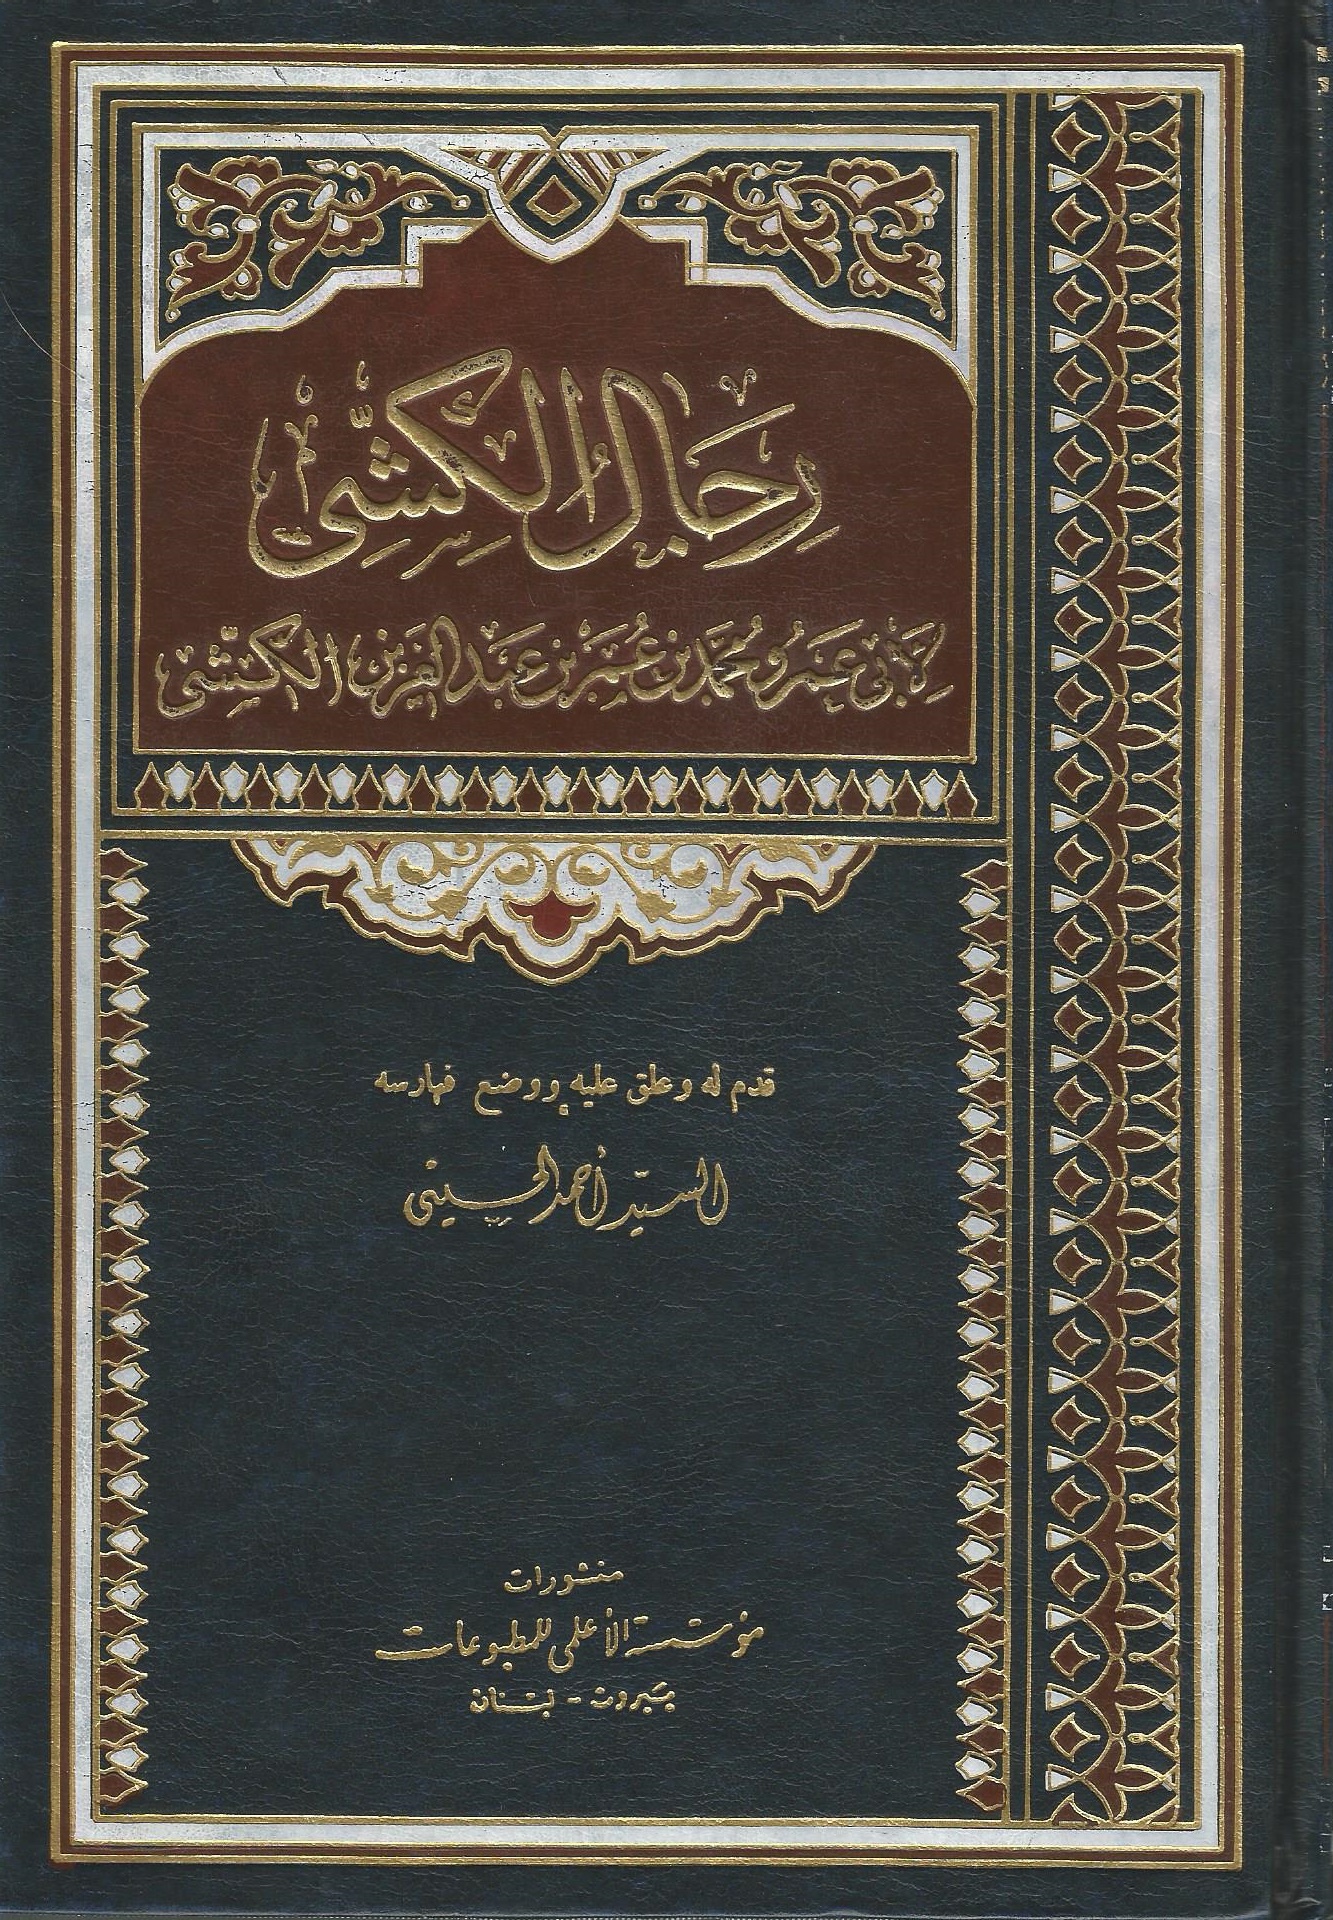 رجال الكشي
لأبي عمرو محمد بن عمر بن عبد العزيز الكشي
قدم له وعلق عليه ووضع فهارسه
السيد أحمد الحسيني
منشورات
مؤسسة الأعلمي للمطبوعات
بيروت - لبنان